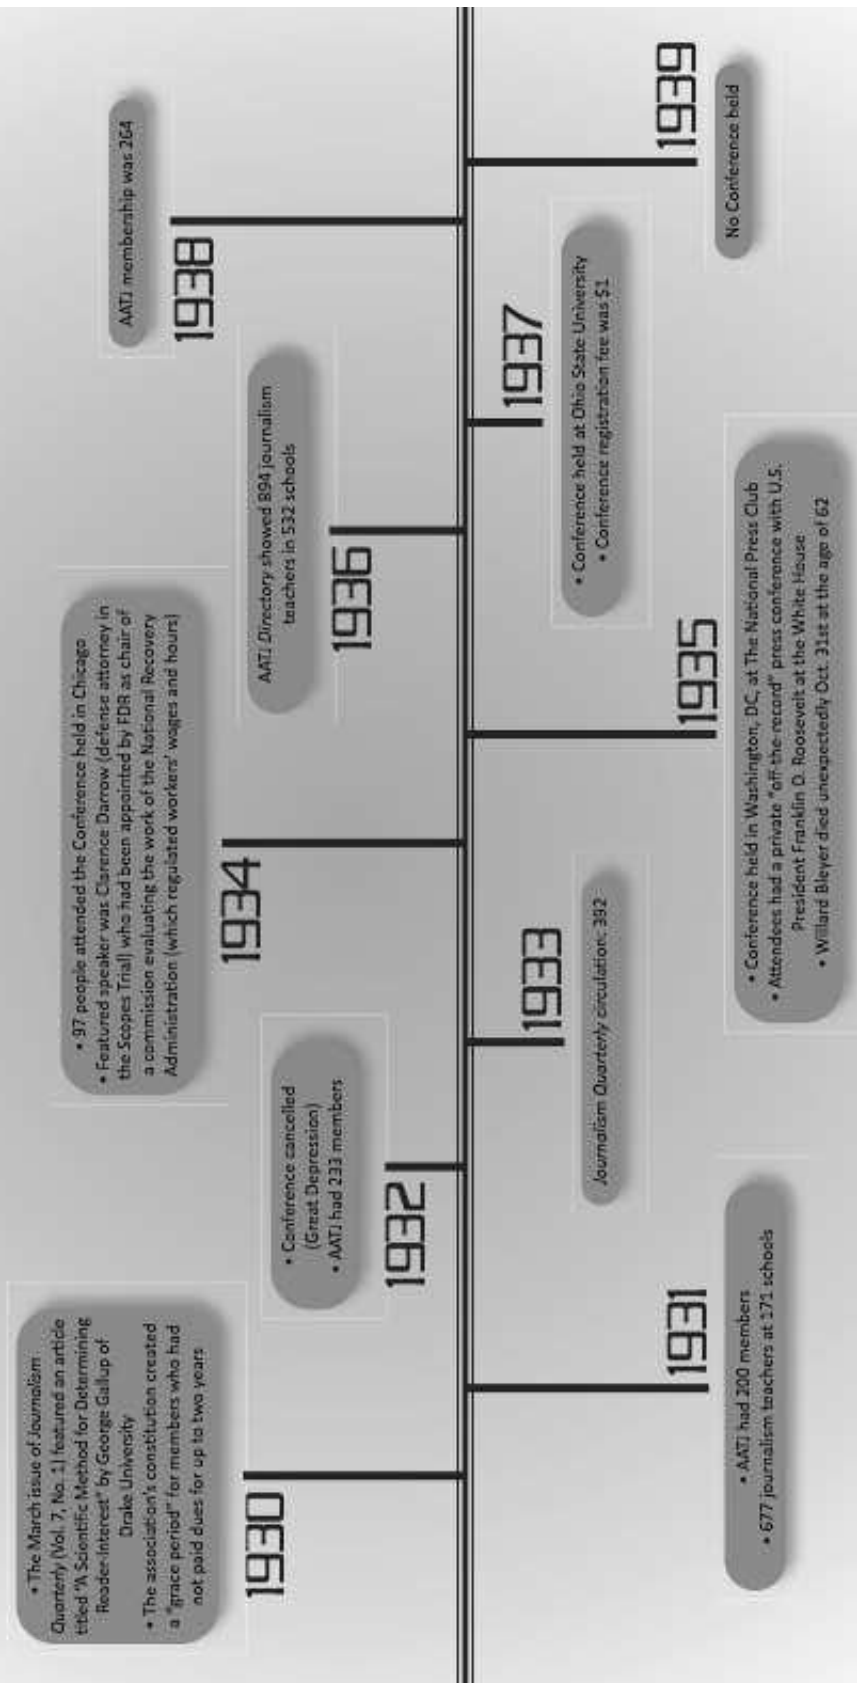 1930
• The March issue of Journalism
Quarterly (Vol. 7, No. 1) featured an article
titled "A Scientific Method for Determining
Reader-Interest" by George Gallup of
Drake University
• The association's constitution created
a "grace period" for members who had
not paid dues for up to two years
1931
• AATJ had 200 members
• 677 journalism teachers at 171 schools
1932
• Conference cancelled
(Great Depression)
• AATJ had 233 members
1933
Journalism Quarterly circulation: 392
1934
• 97 people attended the Conference held in Chicago
• Featured speaker was Clarence Darrow (defense attorney in
the Scopes Trial) who had been appointed by FDR as chair of
a commission evaluating the work of the National Recovery
Administration (which regulated workers' wages and hours)
1935
• Conference held in Washington, DC, at The National Press Club
• Attendees had a private "off-the-record" press conference with U.S.
President Franklin D. Roosevelt at the White House
• Willard Bleyer died unexpectedly Oct. 31st at the age of 62
1936
AATJ Directory showed 894 journalism
teachers in 532 schools
1937
• Conference held at Ohio State University
• Conference registration fee was $1
1938
AATJ membership was 264
1939
No Conference held